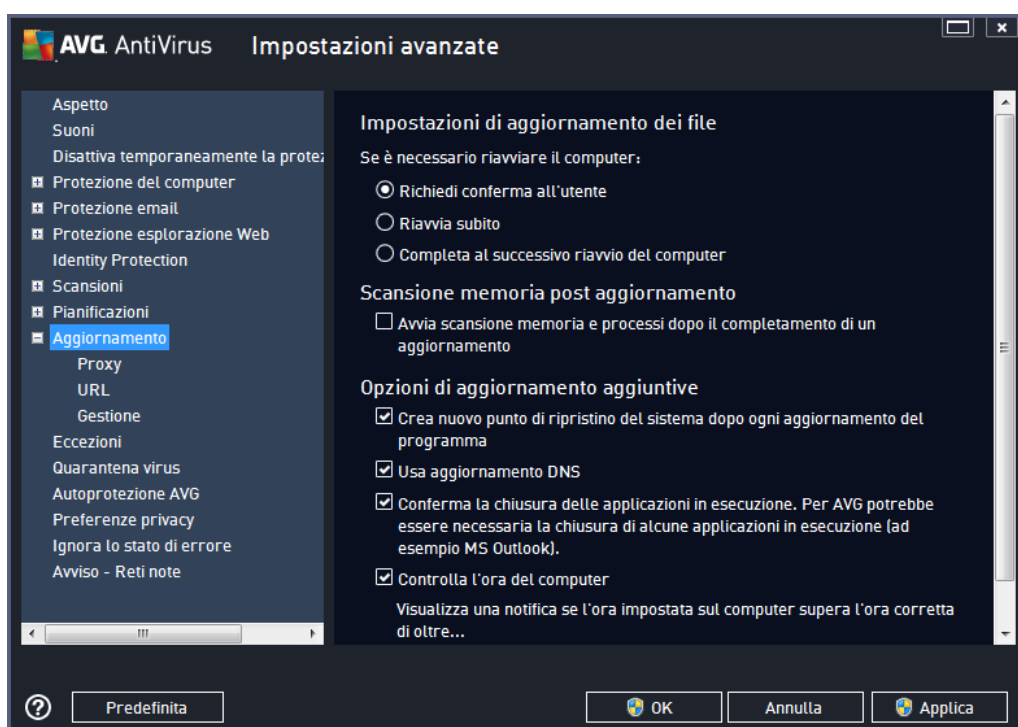 AVG. AntiVirus Impostazioni avanzate
Aspetto
Suoni
Disattiva temporaneamente la
Protezione del computer
Protezione email
Protezione esplorazione Web
Identity Protection
Scansioni
Pianificazioni
Aggiornamento
Proxy
URL
Gestione
Eccezioni
Quarantena virus
Autoprotezione AVG
Preferenze privacy
Ignora lo stato di errore
Avviso - Reti note
Impostazioni di aggiornamento dei file
Se è necessario riavviare il computer:
Richiedi conferma all'utente
Riavvia subito
Completa al successivo riavvio del computer
Scansione memoria post aggiornamento
Avvia scansione memoria e processi dopo il completamento di un
aggiornamento
Opzioni di aggiornamento aggiuntive
Crea nuovo punto di ripristino del sistema dopo ogni aggiornamento del
programma
Usa aggiornamento DNS
Conferma la chiusura delle applicazioni in esecuzione. Per AVG potrebbe
essere necessaria la chiusura di alcune applicazioni in esecuzione (ad
esempio MS Outlook).
Controlla l'ora del computer
Visualizza una notifica se l'ora impostata sul computer supera l'ora corretta
di oltre...
Predefinita
OK
Annulla
Applica